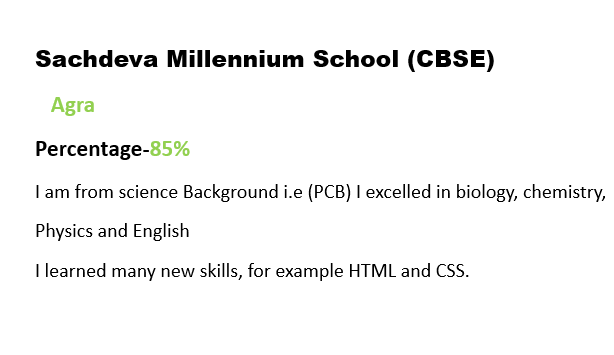 Sachdeva Millennium School (CBSE)
Agra
Percentage-85%
I am from science Background i.e (PCB) I excelled in biology, chemistry,
Physics and English
I learned many new skills, for example HTML and CSS.